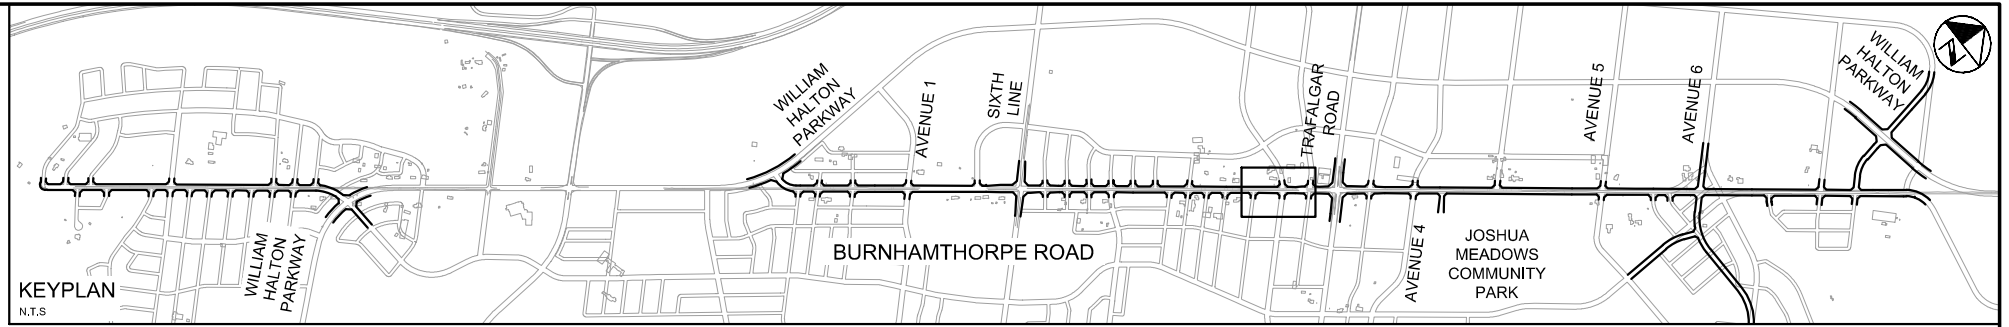 WILLIAM
HALTON
PARKWAY
AVENUE 1
SIXTH
LINE
TRAFALGAR
ROAD
AVENUE 5
AVENUE 6
WILLIAM
HALTON
PARKWAY
N
WILLIAM
HALTON
PARKWAY
BURNHAMTHORPE ROAD
AVENUE 4
JOSHUA
MEADOWS
COMMUNITY
PARK
KEYPLAN
N.T.S